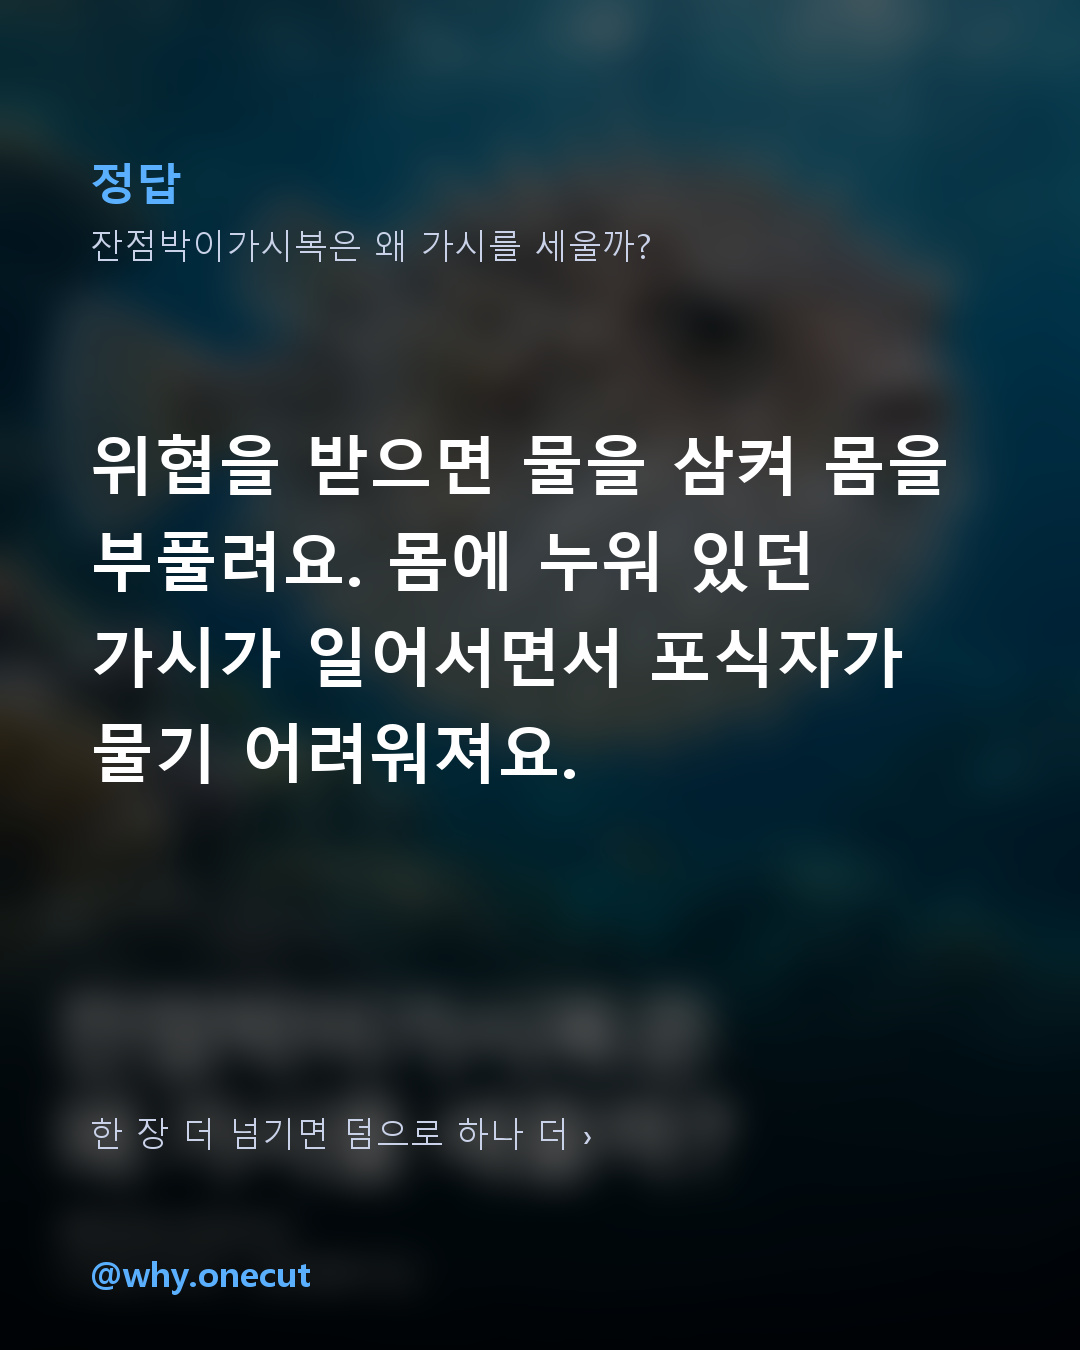 정답
잔점박이가시복은 왜 가시를 세울까?
위협을 받으면 물을 삼켜 몸을
부풀려요. 몸에 누워 있던
가시가 일어서면서 포식자가
물기 어려워져요.
한 장 더 넘기면 덤으로 하나 더 ›
@why.onecut